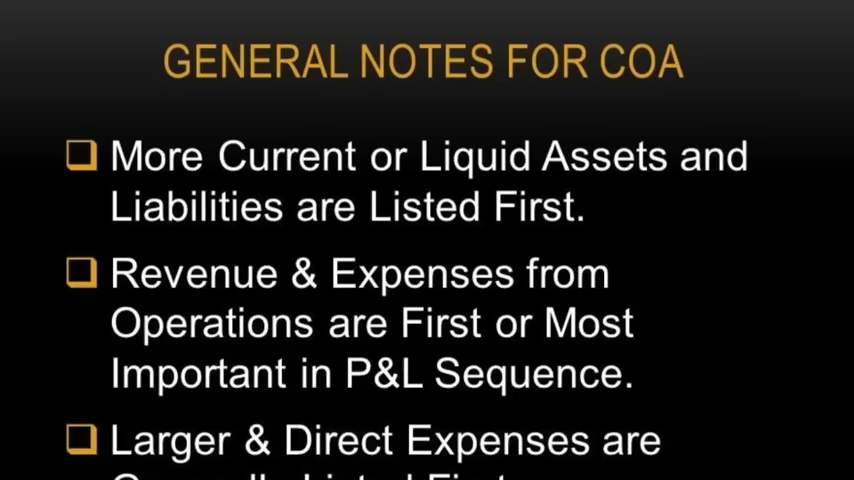 GENERAL NOTES FOR COA
More Current or Liquid Assets and
Liabilities are Listed First.
Revenue & Expenses from
Operations are First or Most
Important in P&L Sequence.
Larger & Direct Expenses are